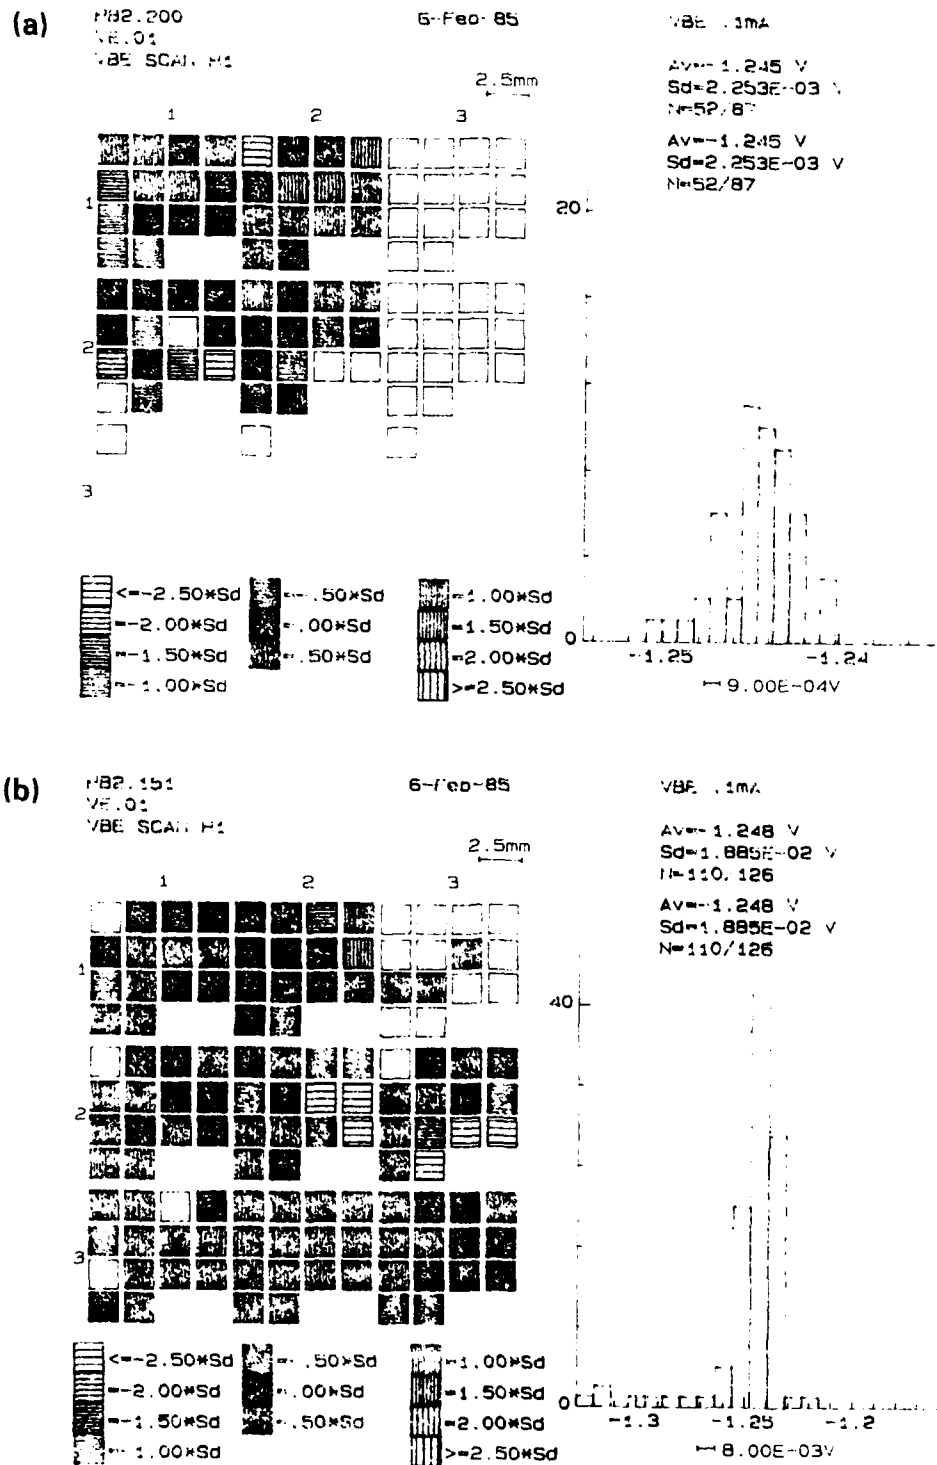 (a)
6-Feb-85
VBE .1mA
VE.01
VBE SCAN M1
2.5mm
Av=-1.245 V
Sd=2.253E-03 V
N=52/87
Av=-1.245 V
Sd=2.253E-03 V
N=52/87
1 2 3
1
2
3
20
0
-1.25 -1.24
9.00E-04V
<=-2.50*Sd
=-2.00*Sd
=-1.50*Sd
=-1.00*Sd
=-.50*Sd
=.00*Sd
=.50*Sd
=1.00*Sd
=1.50*Sd
=2.00*Sd
>=2.50*Sd
(b)
6-Feb-85
VBE .1mA
VE.01
VBE SCAN M1
2.5mm
Av=-1.248 V
Sd=1.885E-02 V
N=110/126
Av=-1.248 V
Sd=1.885E-02 V
N=110/126
1 2 3
1
2
3
40
0
-1.3 -1.25 -1.2
8.00E-03V
<=-2.50*Sd
=-2.00*Sd
=-1.50*Sd
=-1.00*Sd
=-.50*Sd
=.00*Sd
=.50*Sd
=1.00*Sd
=1.50*Sd
=2.00*Sd
>=2.50*Sd